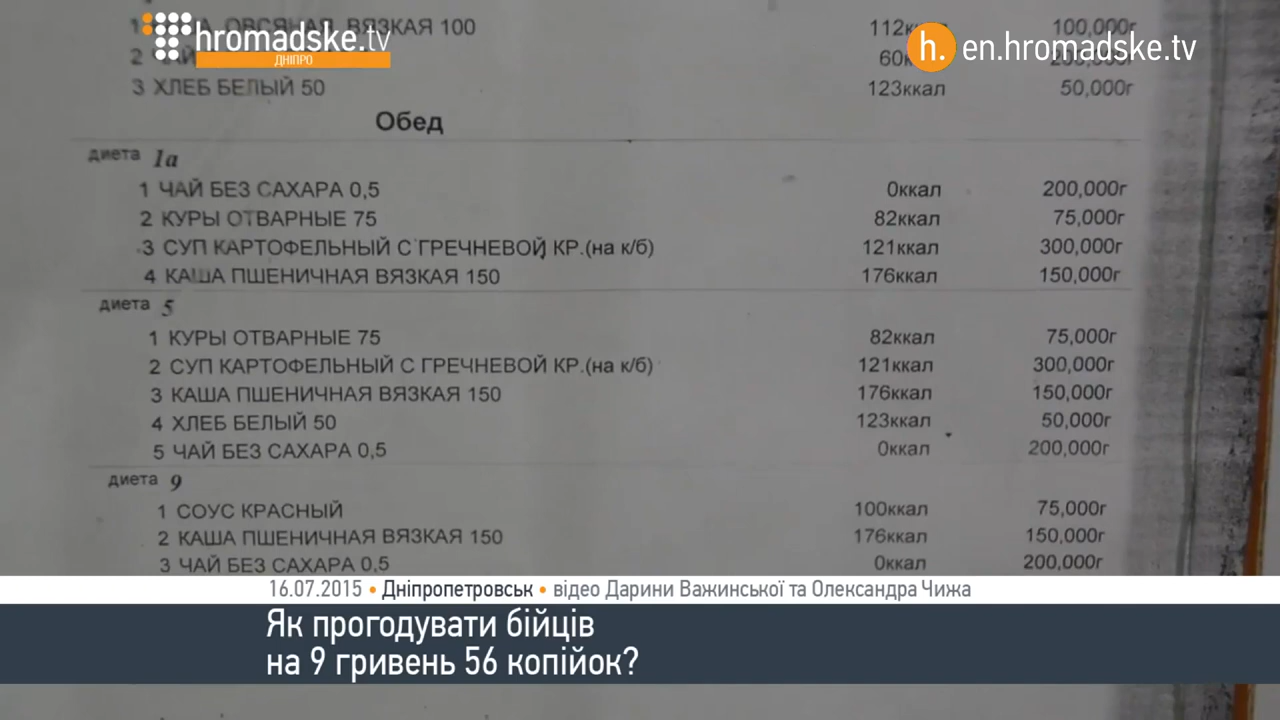 hromadske.tv
ДНІПРО
h. en.hromadske.tv
ОВСЯНАЯ, ВЯЗКАЯ 100 112ккал 100,000г
2 ЧАЙ
3 ХЛЕБ БЕЛЫЙ 50 123ккал 50,000г
Обед
диета 1а
1 ЧАЙ БЕЗ САХАРА 0,5 0ккал 200,000г
2 КУРЫ ОТВАРНЫЕ 75 82ккал 75,000г
3 СУП КАРТОФЕЛЬНЫЙ С ГРЕЧНЕВОЙ КР.(на к/б) 121ккал 300,000г
4 КАША ПШЕНИЧНАЯ ВЯЗКАЯ 150 176ккал 150,000г
диета 5
1 КУРЫ ОТВАРНЫЕ 75 82ккал 75,000г
2 СУП КАРТОФЕЛЬНЫЙ С ГРЕЧНЕВОЙ КР.(на к/б) 121ккал 300,000г
3 КАША ПШЕНИЧНАЯ ВЯЗКАЯ 150 176ккал 150,000г
4 ХЛЕБ БЕЛЫЙ 50 123ккал 50,000г
5 ЧАЙ БЕЗ САХАРА 0,5 0ккал 200,000г
диета 9
1 СОУС КРАСНЫЙ 100ккал 75,000г
2 КАША ПШЕНИЧНАЯ ВЯЗКАЯ 150 176ккал 150,000г
3 ЧАЙ БЕЗ САХАРА 0.5 0ккал 200,000г
16.07.2015 • Дніпропетровськ • відео Дарини Важинської та Олександра Чижа
Як прогодувати бійців
на 9 гривень 56 копійок?